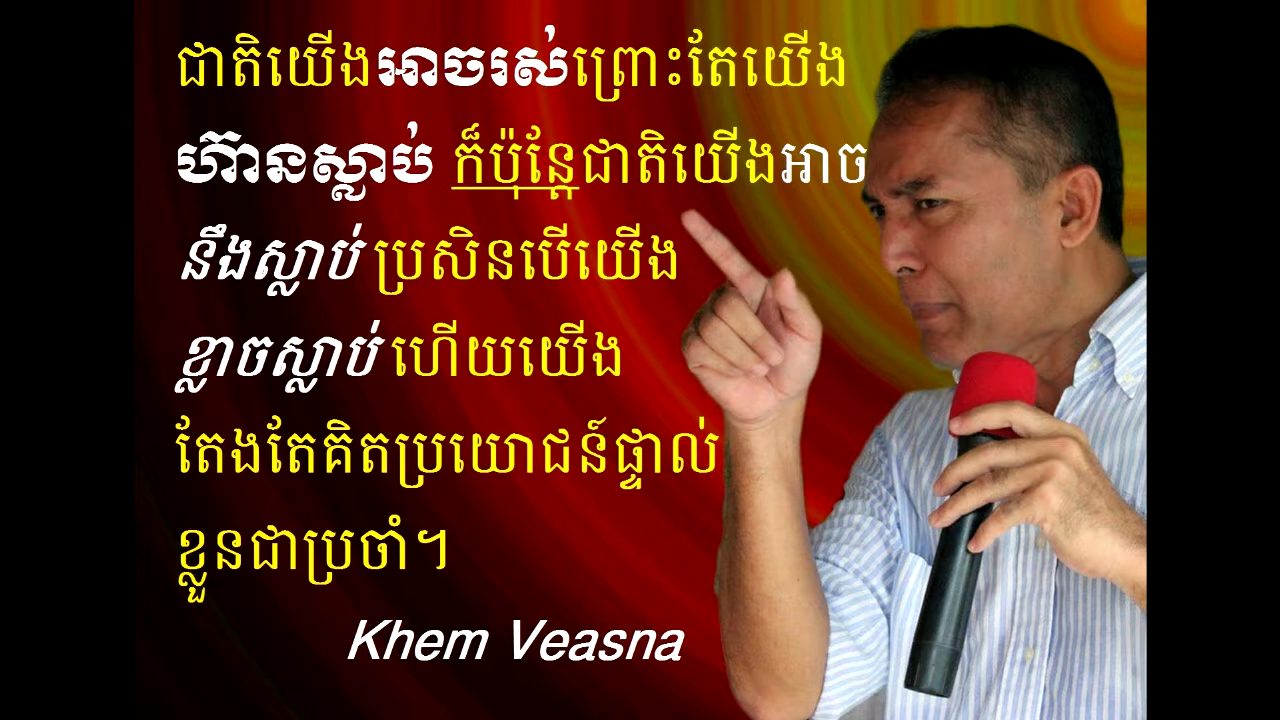 ជាតិយើងអាចរស់ព្រោះតែយើង
ហ៊ានស្លាប់ ក៏ប៉ុន្តែជាតិយើងអាច
នឹងស្លាប់ ប្រសិនបើយើង
ខ្លាចស្លាប់ ហើយយើង
តែងតែគិតប្រយោជន៍ផ្ទាល់
ខ្លួនជាប្រចាំ។
Khem Veasna